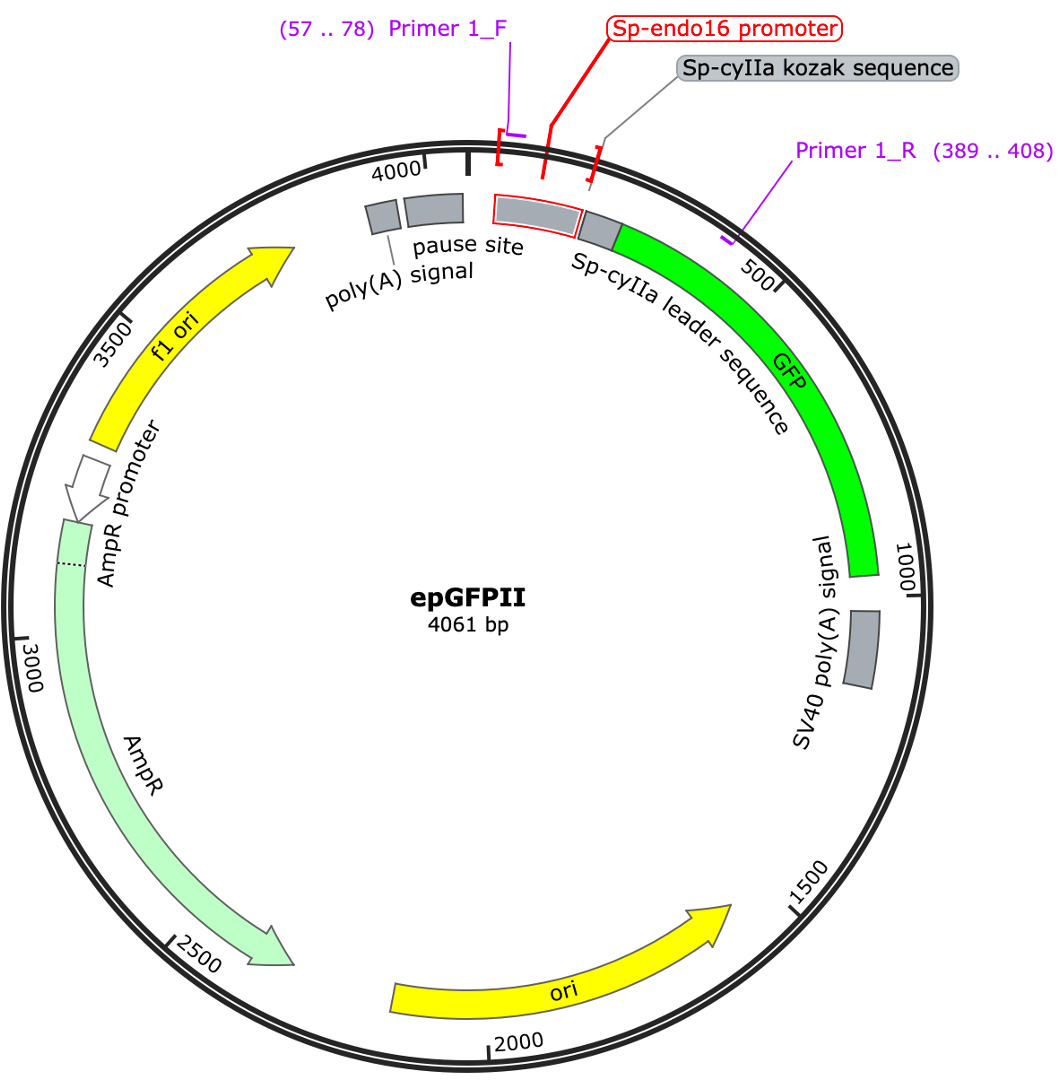 (57 .. 78) Primer 1_F
Sp-endo16 promoter
Sp-cyIIa kozak sequence
Primer 1_R (389 .. 408)
4000
pause site
poly(A) signal
Sp-cyIIa leader sequence
500
GFP
f1 ori
3500
AmpR promoter
1000
SV40 poly(A) signal
epGFPII
4061 bp
3000
AmpR
1500
2500
ori
2000